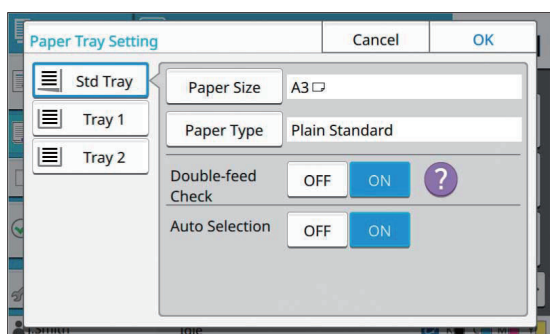 Paper Tray Setting
Cancel
OK
Std Tray
Paper Size
A3
Tray 1
Paper Type
Plain Standard
Tray 2
Double-feed
Check
OFF
ON
?
Auto Selection
OFF
ON
Idle